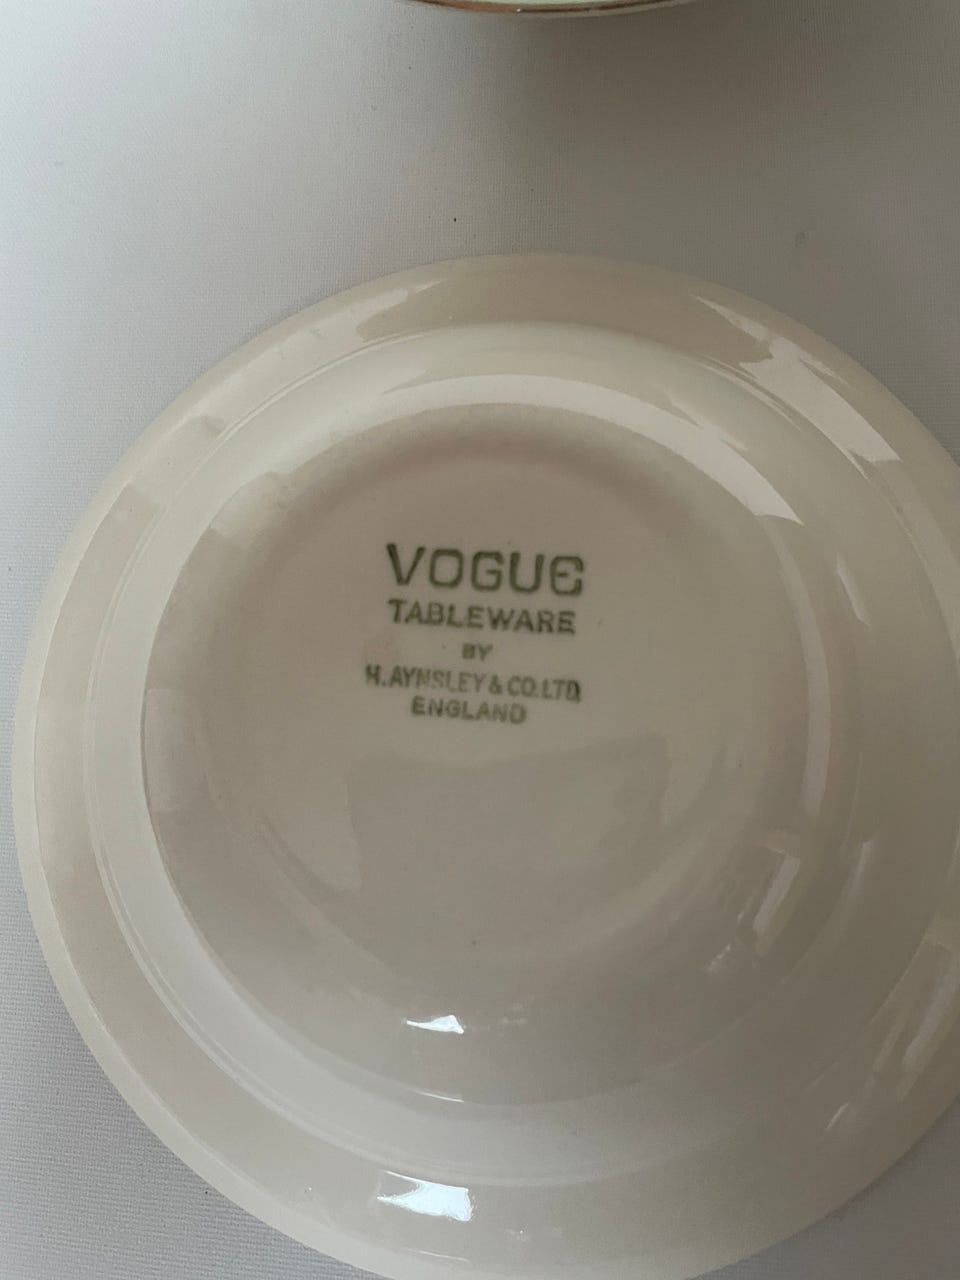 VOGUE
TABLEWARE
BY
H.AYNSLEY & CO.LTD
ENGLAND